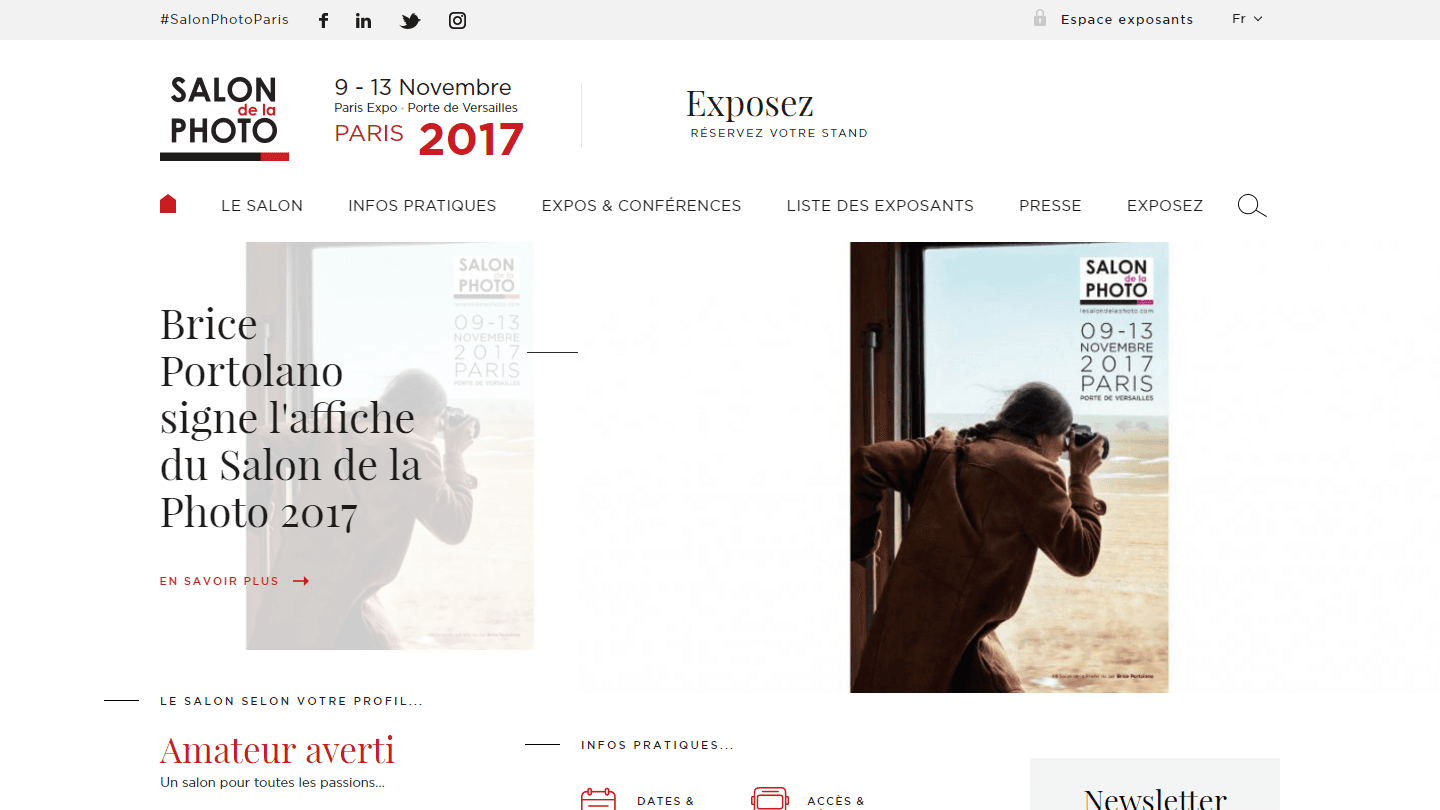 #SalonPhotoParis
Espace exposants
Fr
SALON
de la
PHOTO
9 - 13 Novembre
Paris Expo - Porte de Versailles
PARIS 2017
Exposez
RÉSERVEZ VOTRE STAND
LE SALON
INFOS PRATIQUES
EXPOS & CONFÉRENCES
LISTE DES EXPOSANTS
PRESSE
EXPOSEZ
Brice
Portolano
signe l'affiche
du Salon de la
Photo 2017
EN SAVOIR PLUS
SALON
de la
PHOTO
09-13
NOVEMBRE
2017
PARIS
PORTE DE VERSAILLES
SALON
de la
PHOTO
lesalondelaphoto.com
09-13
NOVEMBRE
2017
PARIS
PORTE DE VERSAILLES
Brice Portolano
LE SALON SELON VOTRE PROFIL...
Amateur averti
Un salon pour toutes les passions...
INFOS PRATIQUES...
DATES &
ACCÈS &
Newsletter